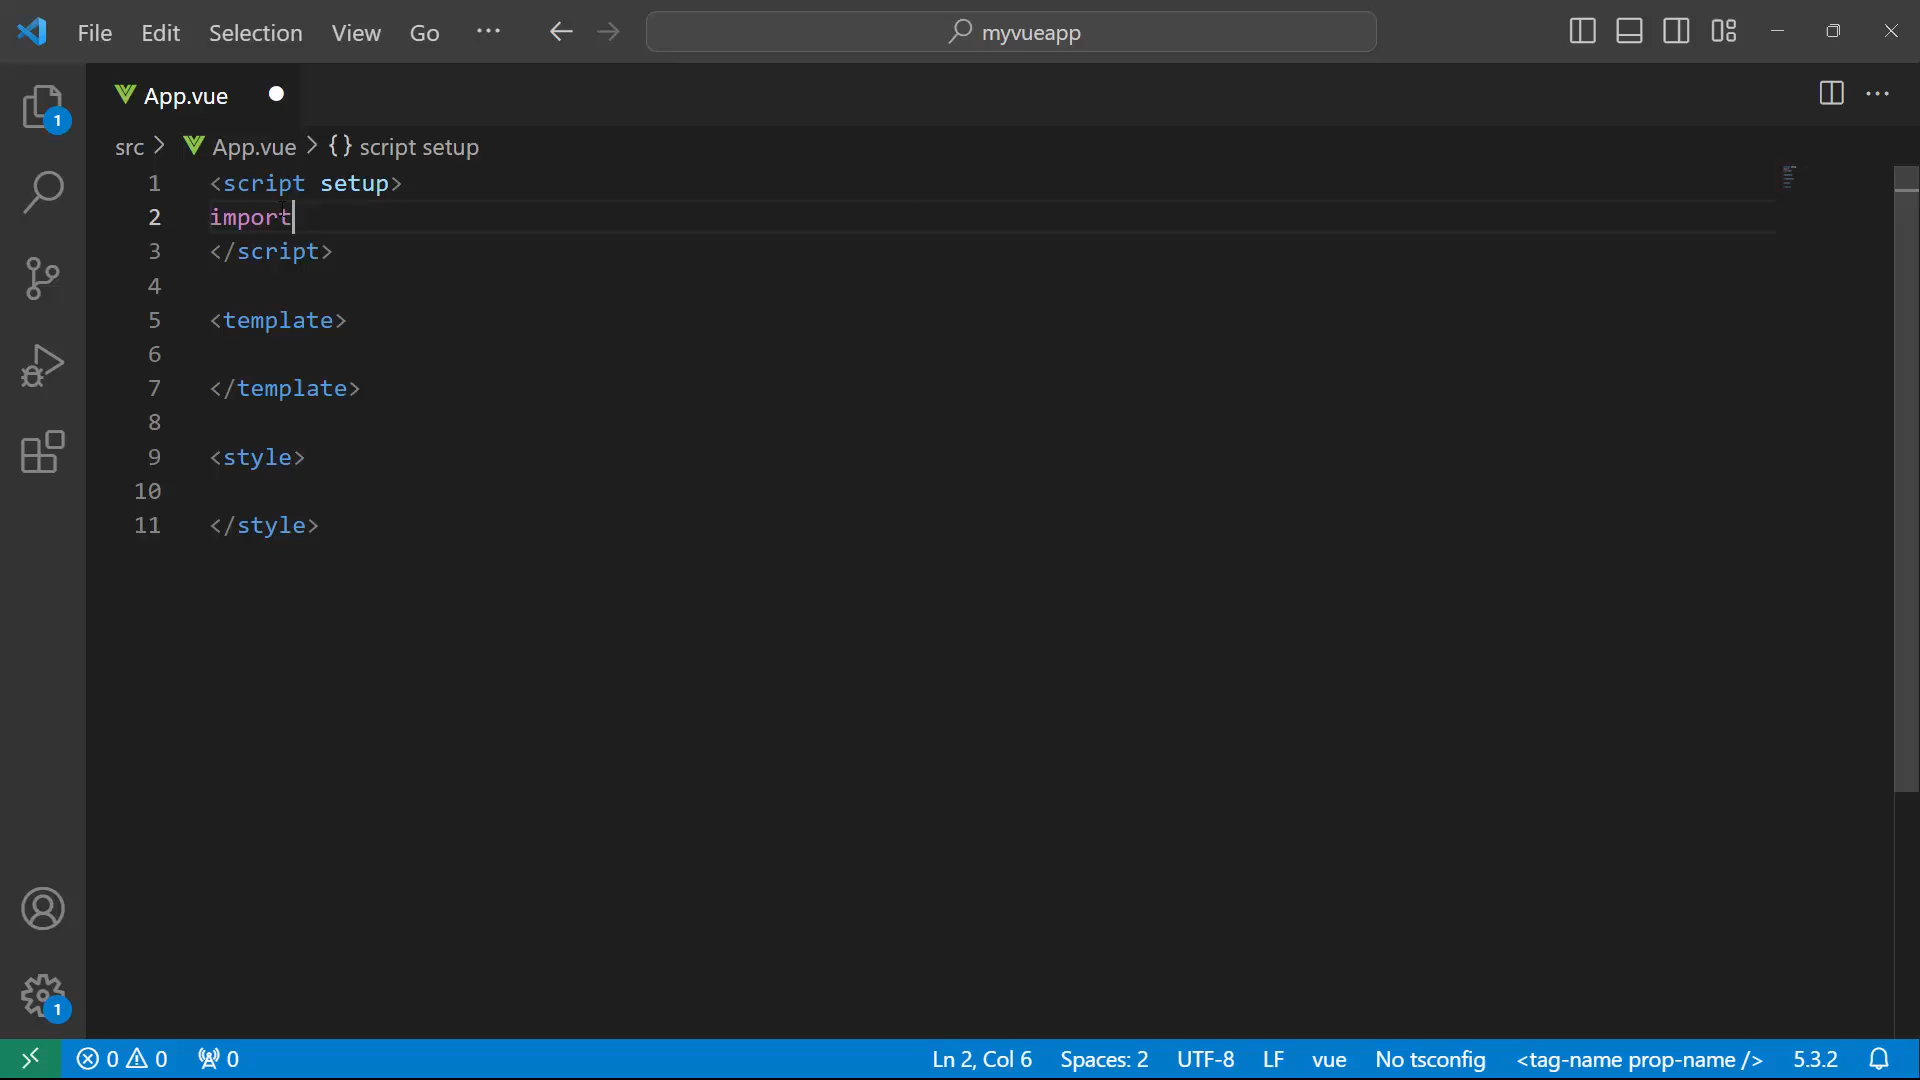 File Edit Selection View Go ··· myvueapp
1
App.vue
src > App.vue > {} script setup
1 <script setup>
2 import
3 </script>
4
5 <template>
6
7 </template>
8
9 <style>
10
11 </style>
1
0 0 0 Ln 2, Col 6 Spaces: 2 UTF-8 LF vue No tsconfig <tag-name prop-name /> 5.3.2